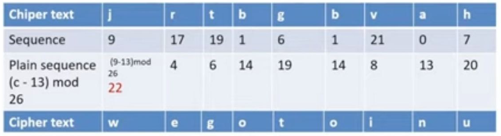 Chiper text j r t b g b v a h
Sequence 9 17 19 1 6 1 21 0 7
Plain sequence (9-13)mod 4 6 14 19 14 8 13 20
(c - 13) mod 26
26 22
Cipher text w e g o t o i n u